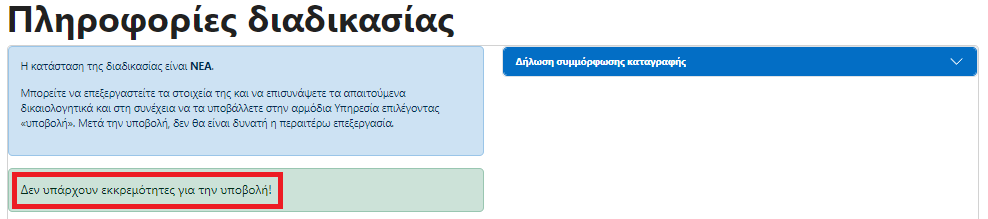 Πληροφορίες διαδικασίας
Η κατάσταση της διαδικασίας είναι ΝΕΑ.
Μπορείτε να επεξεργαστείτε τα στοιχεία της και να επισυνάψετε τα απαιτούμενα
δικαιολογητικά και στη συνέχεια να τα υποβάλλετε στην αρμόδια Υπηρεσία επιλέγοντας
«υποβολή». Μετά την υποβολή, δεν θα είναι δυνατή η περαιτέρω επεξεργασία.
Δεν υπάρχουν εκκρεμότητες για την υποβολή!
Δήλωση συμμόρφωσης καταγραφής